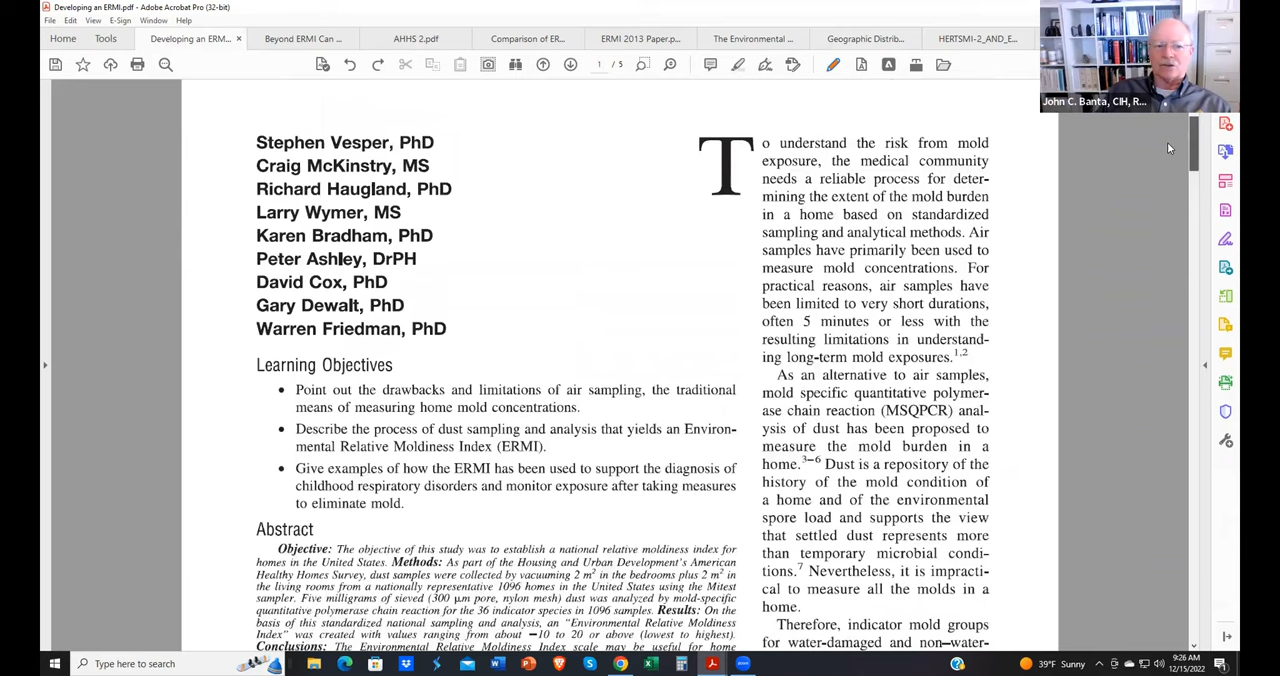 Developing an ERMI.pdf - Adobe Acrobat Pro (32-bit)
File Edit View E-Sign Window Help
Home Tools Developing an ERM... × Beyond ERMI Can ... AHHS 2.pdf Comparison of ER... ERMI 2013 Paper.p... The Environmental ... Geographic Distrib... HERTSMI-2_AND_E...
1 / 5
John C. Banta, CIH, R...
Stephen Vesper, PhD
Craig McKinstry, MS
Richard Haugland, PhD
Larry Wymer, MS
Karen Bradham, PhD
Peter Ashley, DrPH
David Cox, PhD
Gary Dewalt, PhD
Warren Friedman, PhD
Learning Objectives
• Point out the drawbacks and limitations of air sampling, the traditional
means of measuring home mold concentrations.
• Describe the process of dust sampling and analysis that yields an Environ-
mental Relative Moldiness Index (ERMI).
• Give examples of how the ERMI has been used to support the diagnosis of
childhood respiratory disorders and monitor exposure after taking measures
to eliminate mold.
Abstract
Objective: The objective of this study was to establish a national relative moldiness index for
homes in the United States. Methods: As part of the Housing and Urban Development's American
Healthy Homes Survey, dust samples were collected by vacuuming 2 m² in the bedrooms plus 2 m² in
the living rooms from a nationally representative 1096 homes in the United States using the Mitest
sampler. Five milligrams of sieved (300 μm pore, nylon mesh) dust was analyzed by mold-specific
quantitative polymerase chain reaction for the 36 indicator species in 1096 samples. Results: On the
basis of this standardized national sampling and analysis, an "Environmental Relative Moldiness
Index" was created with values ranging from about −10 to 20 or above (lowest to highest).
Conclusions: The Environmental Relative Moldiness Index scale may be useful for home
To understand the risk from mold
exposure, the medical community
needs a reliable process for deter-
mining the extent of the mold burden
in a home based on standardized
sampling and analytical methods. Air
samples have primarily been used to
measure mold concentrations. For
practical reasons, air samples have
been limited to very short durations,
often 5 minutes or less with the
resulting limitations in understand-
ing long-term mold exposures.1,2
As an alternative to air samples,
mold specific quantitative polymer-
ase chain reaction (MSQPCR) anal-
ysis of dust has been proposed to
measure the mold burden in a
home.3–6 Dust is a repository of the
history of the mold condition of
a home and of the environmental
spore load and supports the view
that settled dust represents more
than temporary microbial condi-
tions.7 Nevertheless, it is impracti-
cal to measure all the molds in a
home.
Therefore, indicator mold groups
for water-damaged and non–water-
Type here to search
39°F Sunny
9:26 AM
12/15/2022